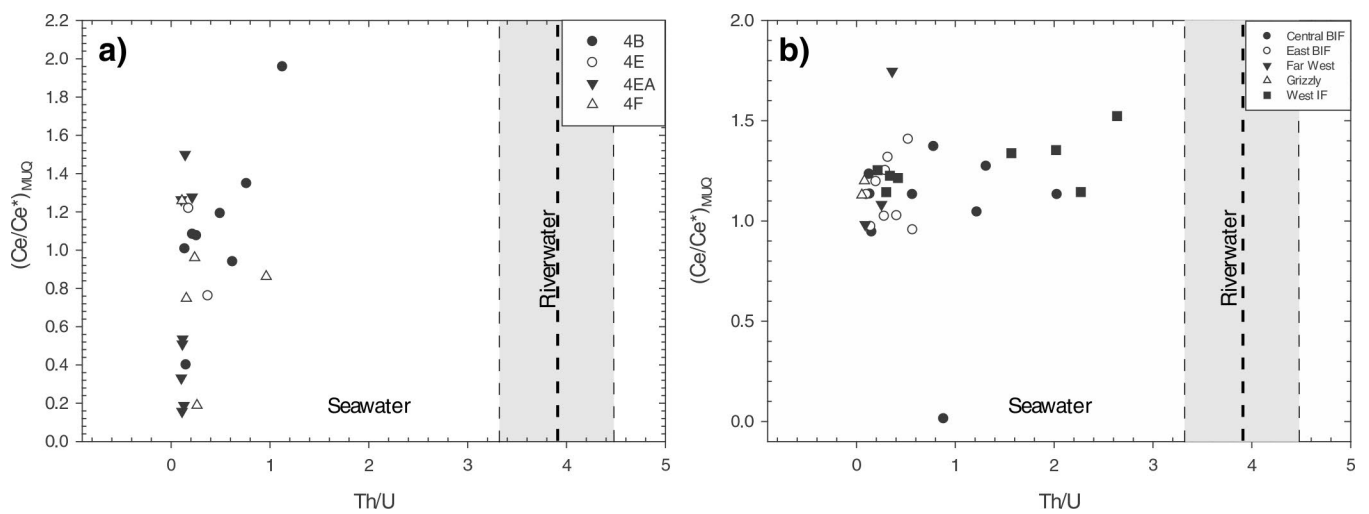 a)
2.2
2.0
1.8
1.6
1.4
1.2
1.0
0.8
0.6
0.4
0.2
0.0
(Ce/Ce*)MUQ
0 1 2 3 4 5
Th/U
4B
4E
4EA
4F
Seawater
Riverwater
b)
2.0
1.5
1.0
0.5
0.0
(Ce/Ce*)MUQ
0 1 2 3 4 5
Th/U
Central BIF
East BIF
Far West
Grizzly
West IF
Seawater
Riverwater